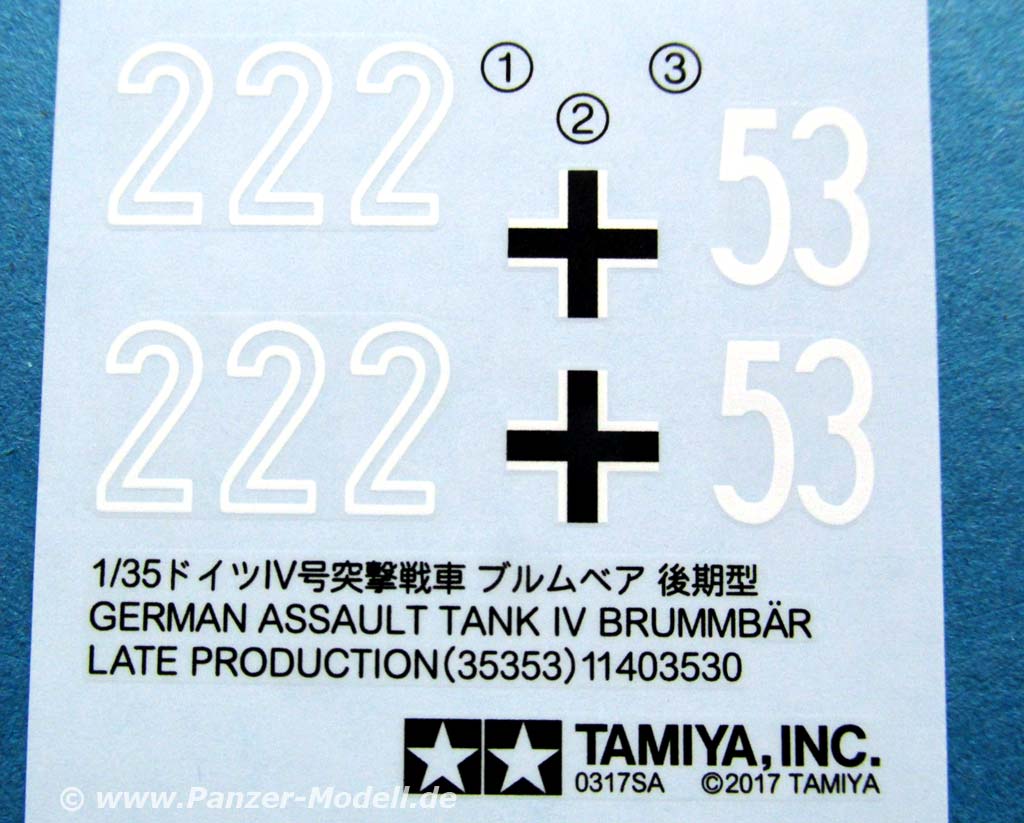 222
① ② ③
53
222
53
1/35ドイツIV号突撃戦車 ブルムベア 後期型
GERMAN ASSAULT TANK IV BRUMMBÄR
LATE PRODUCTION(35353)11403530
TAMIYA, INC.
0317SA ©2017 TAMIYA
© www.Panzer-Modell.de